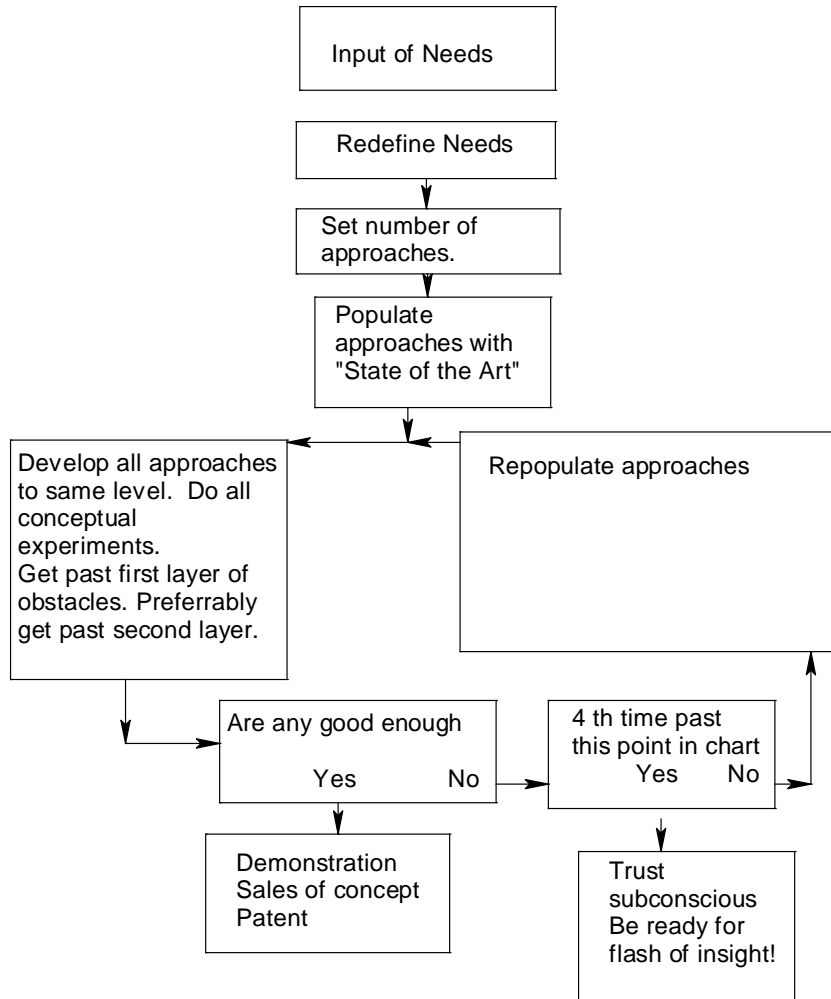 Input of Needs
Redefine Needs
Set number of
approaches.
Populate
approaches with
"State of the Art"
Develop all approaches
to same level.  Do all
conceptual
experiments.
Get past first layer of
obstacles. Preferrably
get past second layer.
Repopulate approaches
Are any good enough
Yes No
4 th time past
this point in chart
Yes No
Demonstration
Sales of concept
Patent
Trust
subconscious
Be ready for
flash of insight!